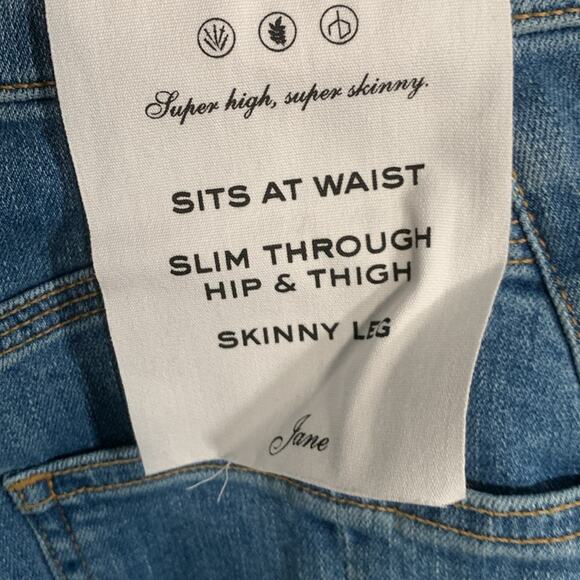 Super high, super skinny.
SITS AT WAIST
SLIM THROUGH
HIP & THIGH
SKINNY LEG
Jane